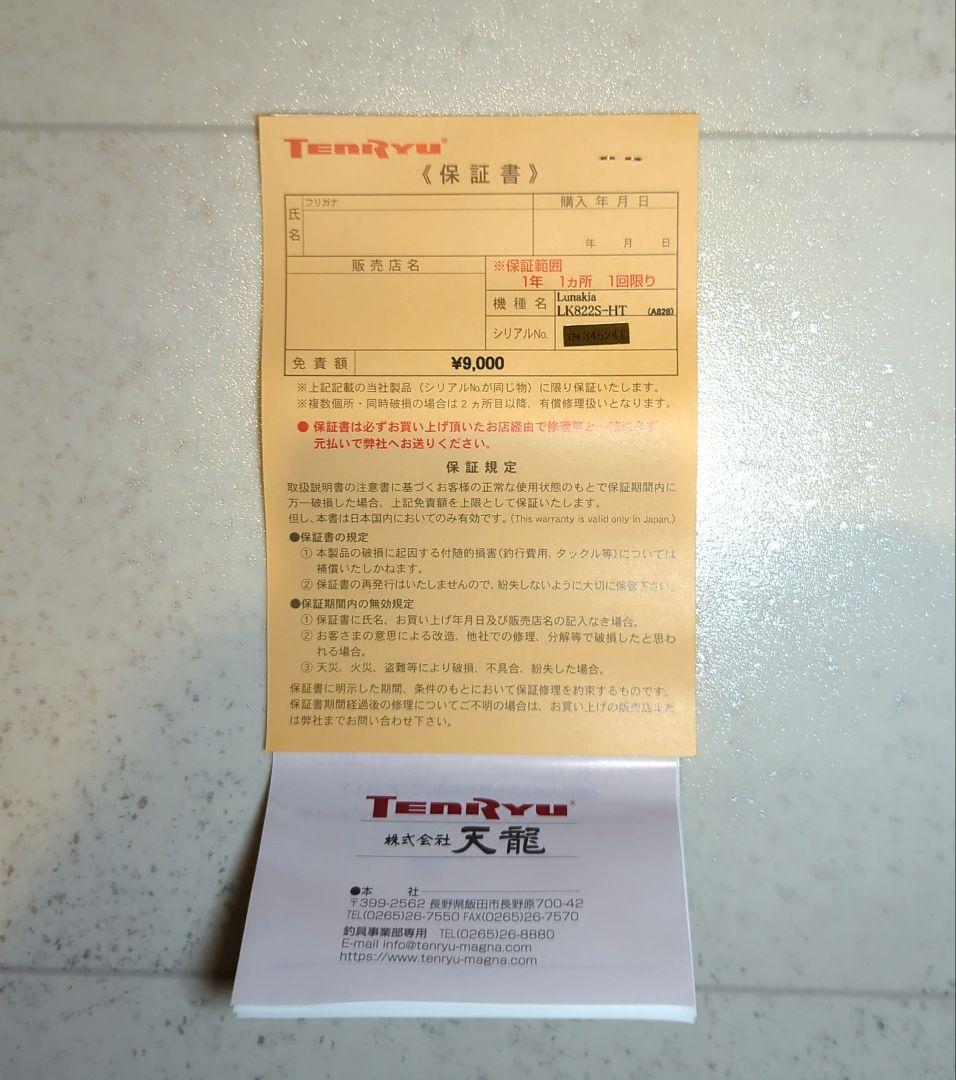 TENRYU®
《保証書》
フリガナ
氏名
購入年月日
年 月 日
販売店名
※保証範囲
1年 1ヵ所 1回限り
機種名
Lunakia
LK822S-HT (A828)
シリアルNo.
免責額 ¥9,000
※上記記載の当社製品（シリアルNo.が同じ物）に限り保証いたします。
※複数個所・同時破損の場合は2ヵ所目以降、有償修理扱いとなります。
●保証書は必ずお買い上げ頂いたお店経由で修理等と
元払いで弊社へお送りください。
保証規定
取扱説明書の注意書に基づくお客様の正常な使用状態のもとで保証期間内に
万一破損した場合、上記免責額を上限として保証いたします。
但し、本書は日本国内においてのみ有効です。(This warranty is valid only in Japan.)
●保証書の規定
① 本製品の破損に起因する付随的損害(釣行費用、タックル等)については
補償いたしかねます。
② 保証書の再発行はいたしませんので、紛失しないように大切に保管下さい。
●保証期間内の無効規定
① 保証書に氏名、お買い上げ年月日及び販売店名の記入なき場合。
② お客さまの意思による改造、他社での修理、分解等で破損したと思わ
れる場合。
③ 天災、火災、盗難等により破損、不具合、紛失した場合。
保証書に明示した期間、条件のもとにおいて保証修理を約束するものです。
保証書期間経過後の修理についてご不明の場合は、お買い上げの販売店また
は弊社までお問い合わせ下さい。
TENRYU®
株式会社 天龍
●本 社
〒399-2562 長野県飯田市長野原700-42
TEL(0265)26-7550 FAX(0265)26-7570
釣具事業部専用 TEL(0265)26-8880
E-mail info@tenryu-magna.com
https://www.tenryu-magna.com